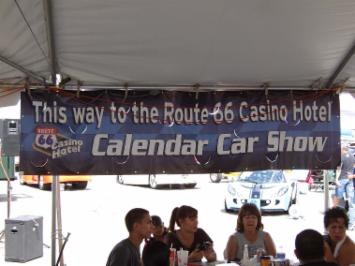 This way to the Route 66 Casino Hotel
ROUTE
66
Casino
Hotel
Calendar Car Show